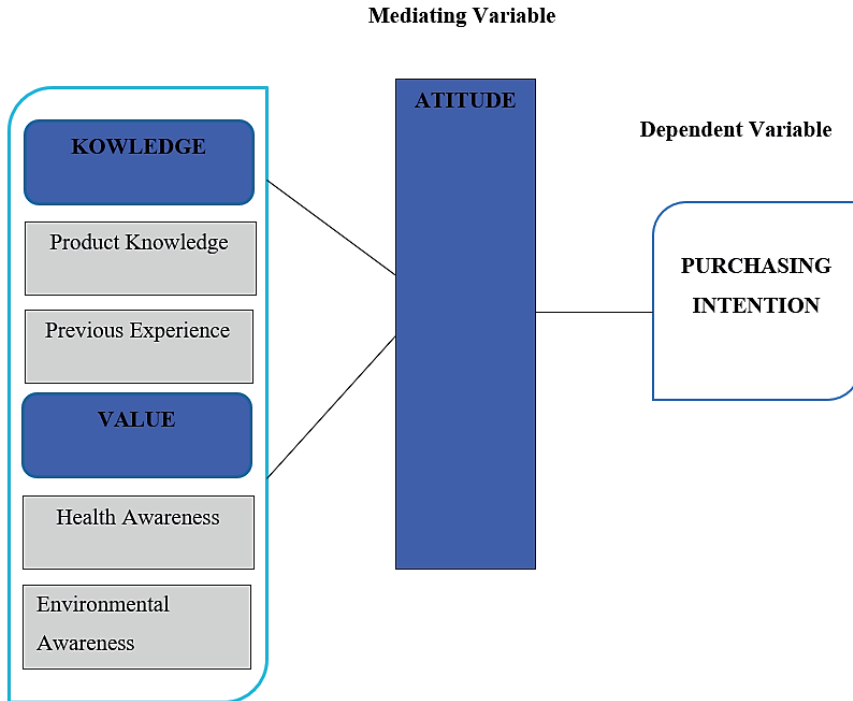 Mediating Variable
ATITUDE
Dependent Variable
KOWLEDGE
Product Knowledge
Previous Experience
VALUE
Health Awareness
Environmental
Awareness
PURCHASING
INTENTION